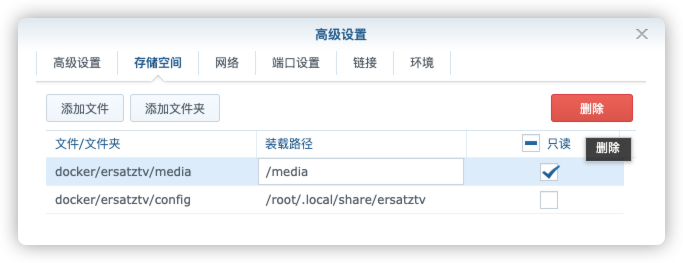 高级设置
高级设置 存储空间 网络 端口设置 链接 环境
添加文件 添加文件夹 删除
文件/文件夹 装载路径 只读
删除
docker/ersatztv/media /media
docker/ersatztv/config /root/.local/share/ersatztv